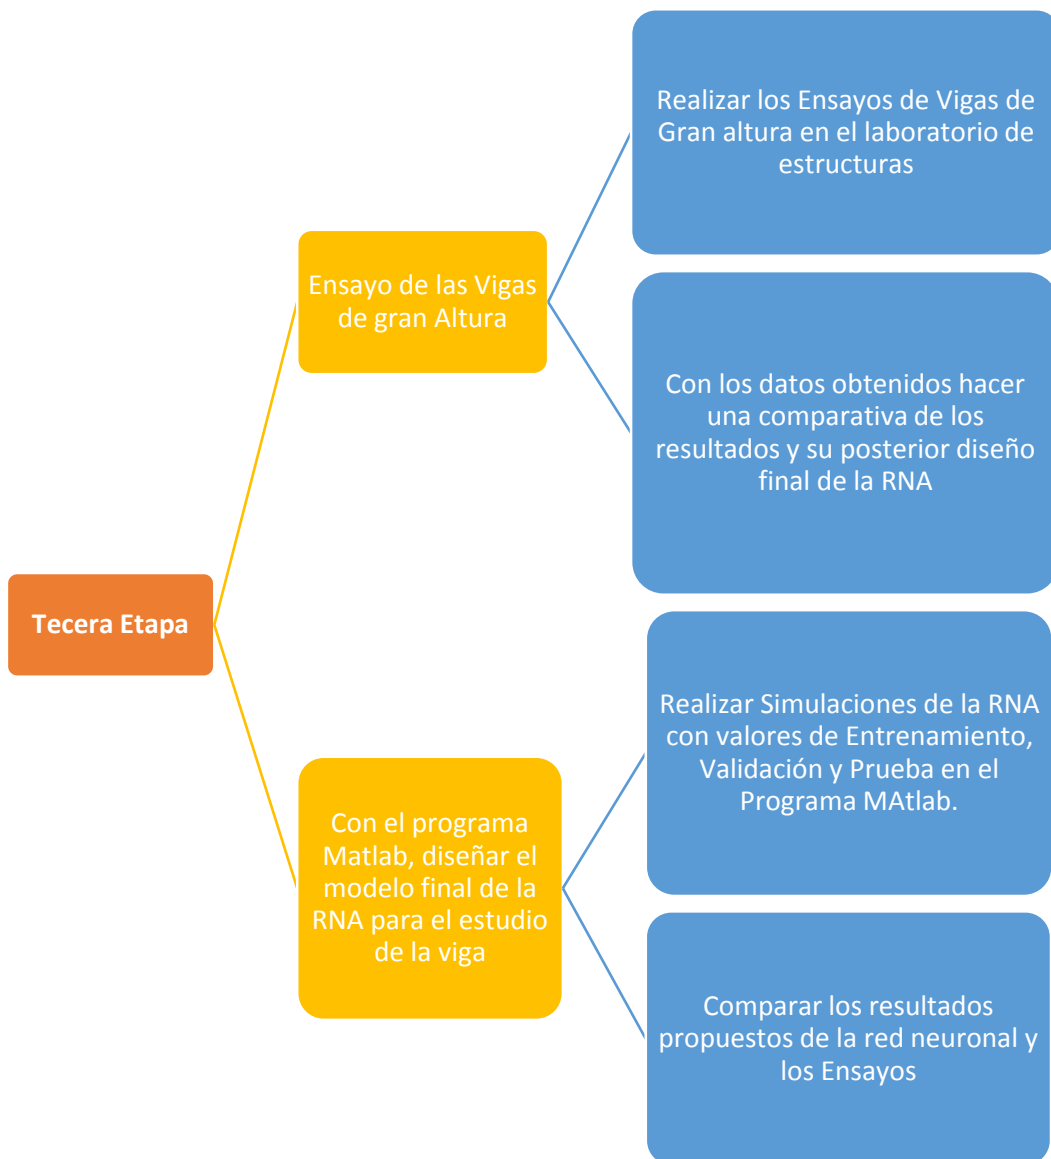 Tecera Etapa
Ensayo de las Vigas
de gran Altura
Realizar los Ensayos de Vigas de
Gran altura en el laboratorio de
estructuras
Con los datos obtenidos hacer
una comparativa de los
resultados y su posterior diseño
final de la RNA
Con el programa
Matlab, diseñar el
modelo final de la
RNA para el estudio
de la viga
Realizar Simulaciones de la RNA
con valores de Entrenamiento,
Validación y Prueba en el
Programa MAtlab.
Comparar los resultados
propuestos de la red neuronal y
los Ensayos